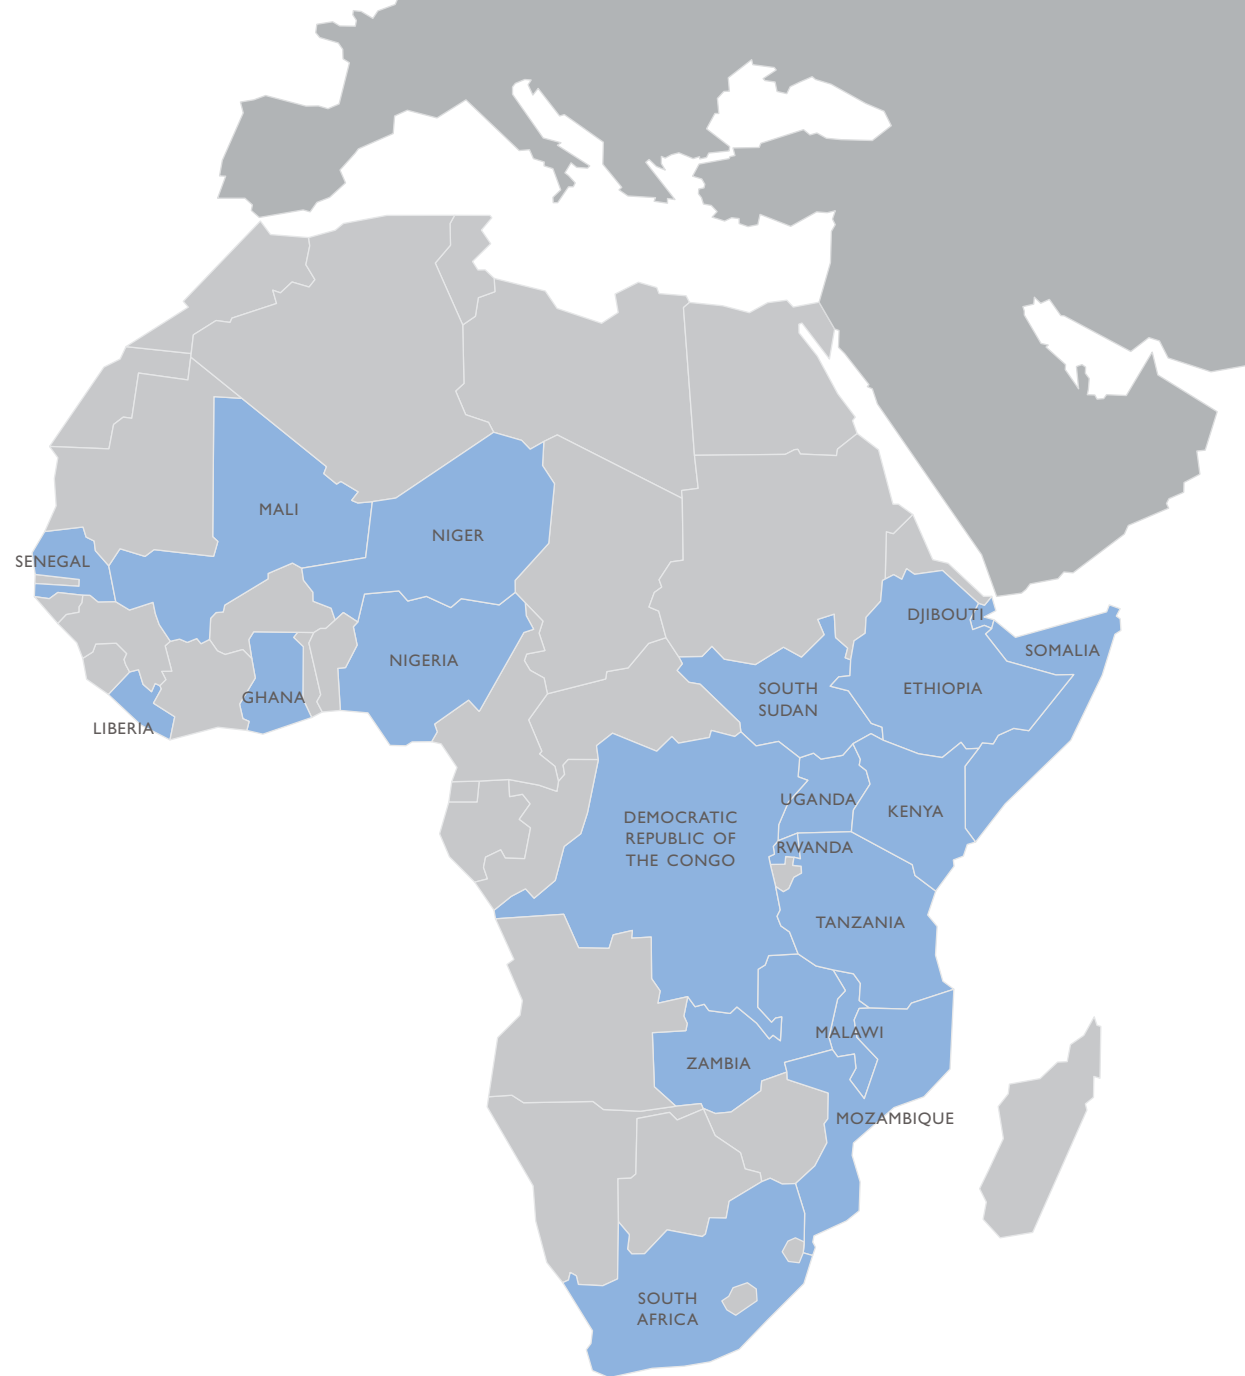 MALI
NIGER
SENEGAL
DJIBOUTI
SOMALIA
NIGERIA
SOUTH
SUDAN
ETHIOPIA
GHANA
LIBERIA
UGANDA
KENYA
DEMOCRATIC
REPUBLIC OF
THE CONGO
RWANDA
TANZANIA
MALAWI
ZAMBIA
MOZAMBIQUE
SOUTH
AFRICA